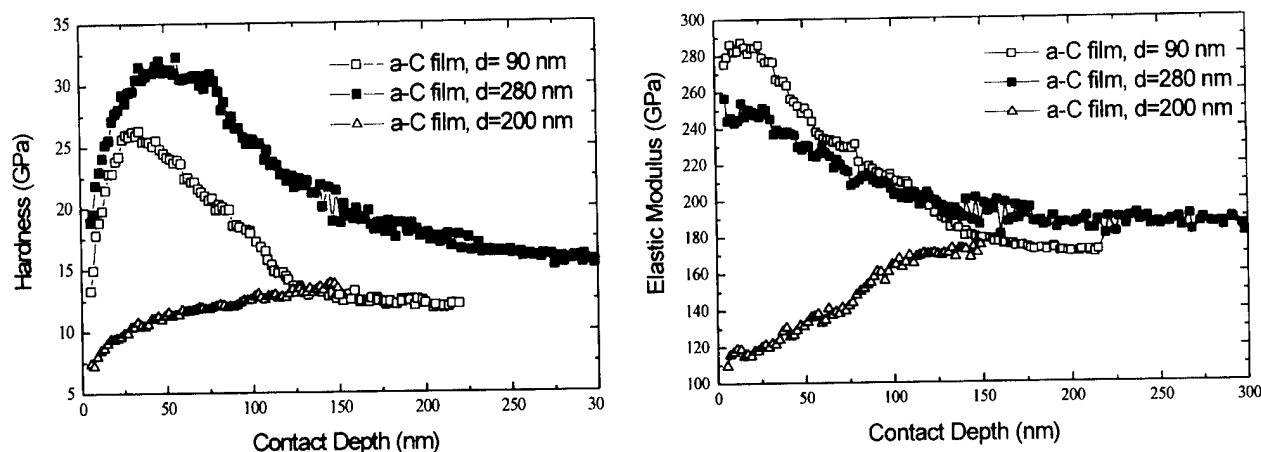 35
30
25
20
15
10
5
Hardness (GPa)
a-C film, d= 90 nm
a-C film, d=280 nm
a-C film, d=200 nm
0 50 100 150 200 250 30
Contact Depth (nm)
300
280
260
240
220
200
180
160
140
120
100
Elastic Modulus (GPa)
a-C film, d= 90 nm
a-C film, d=280 nm
a-C film, d=200 nm
0 50 100 150 200 250 300
Contact Depth (nm)